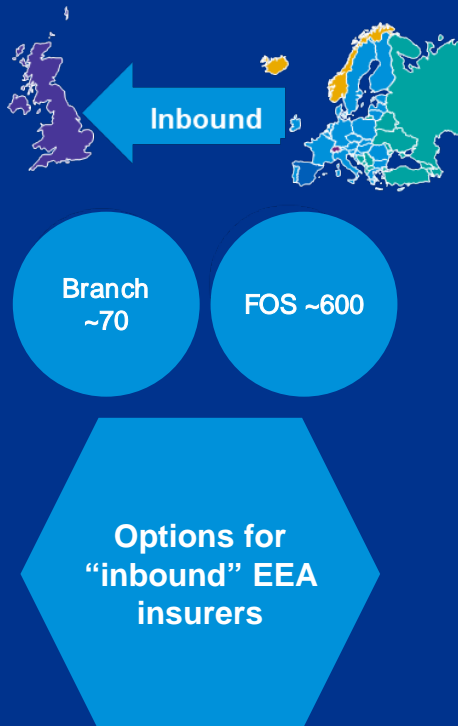 Inbound
Branch
~70
FOS ~600
Options for
“inbound” EEA
insurers